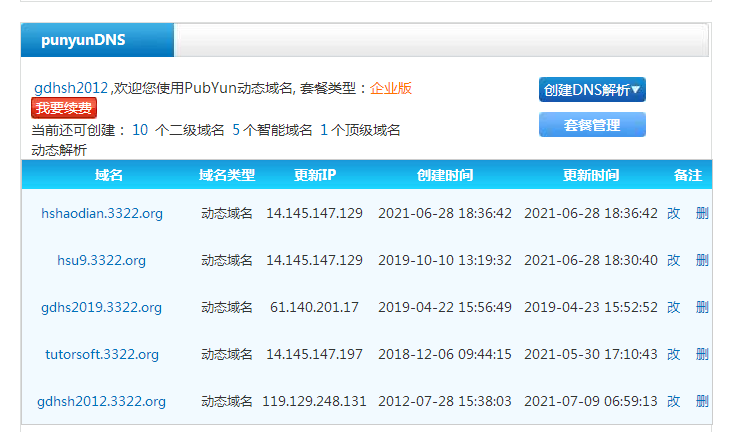 punyunDNS
gdhsh2012 ,欢迎您使用PubYun动态域名, 套餐类型：企业版
创建DNS解析▼
我要续费
套餐管理
当前还可创建： 10 个二级域名 5个智能域名 1个顶级域名
动态解析
域名 域名类型 更新IP 创建时间 更新时间 备注
hshaodian.3322.org 动态域名 14.145.147.129 2021-06-28 18:36:42 2021-06-28 18:36:42 改 删
hsu9.3322.org 动态域名 14.145.147.129 2019-10-10 13:19:32 2021-06-28 18:30:40 改 删
gdhs2019.3322.org 动态域名 61.140.201.17 2019-04-22 15:56:49 2019-04-23 15:52:52 改 删
tutorsoft.3322.org 动态域名 14.145.147.197 2018-12-06 09:44:15 2021-05-30 17:10:43 改 删
gdhsh2012.3322.org 动态域名 119.129.248.131 2012-07-28 15:38:03 2021-07-09 06:59:13 改 删